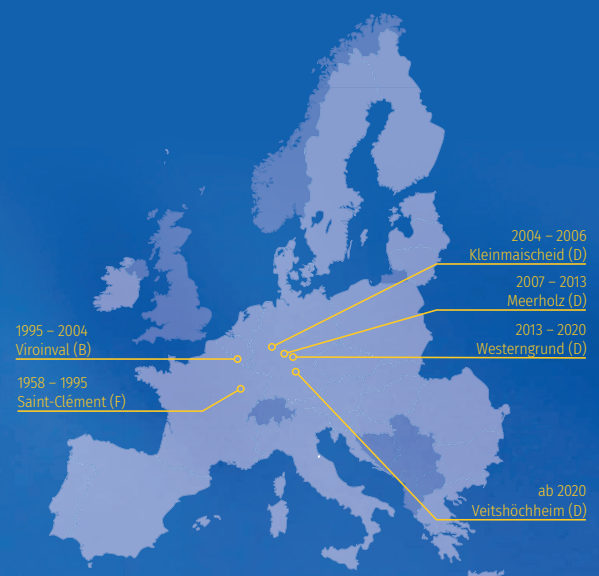 2004 – 2006
Kleinmaischeid (D)
2007 – 2013
Meerholz (D)
2013 – 2020
Westerngrund (D)
1995 – 2004
Viroinval (B)
1958 – 1995
Saint-Clément (F)
ab 2020
Veitshöchheim (D)